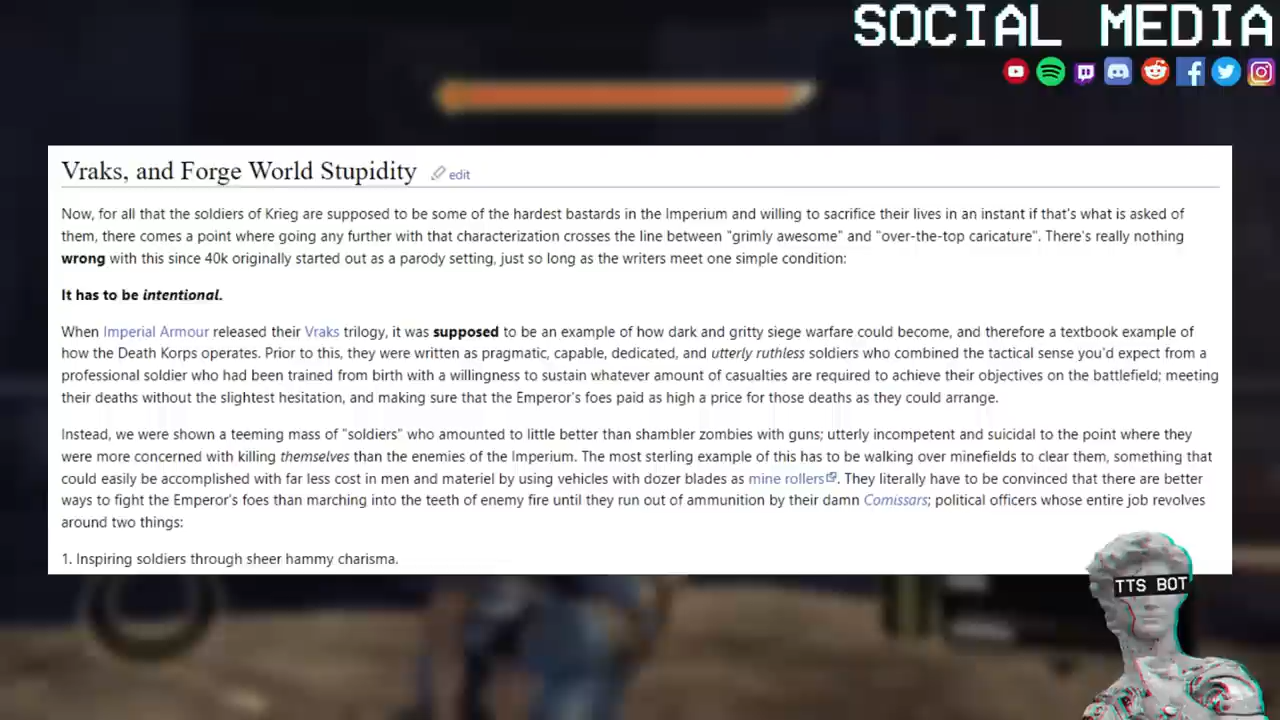 SOCIAL MEDIA
Vraks, and Forge World Stupidity edit
Now, for all that the soldiers of Krieg are supposed to be some of the hardest bastards in the Imperium and willing to sacrifice their lives in an instant if that's what is asked of
them, there comes a point where going any further with that characterization crosses the line between "grimly awesome" and "over-the-top caricature". There's really nothing
wrong with this since 40k originally started out as a parody setting, just so long as the writers meet one simple condition:
It has to be intentional.
When Imperial Armour released their Vraks trilogy, it was supposed to be an example of how dark and gritty siege warfare could become, and therefore a textbook example of
how the Death Korps operates. Prior to this, they were written as pragmatic, capable, dedicated, and utterly ruthless soldiers who combined the tactical sense you'd expect from a
professional soldier who had been trained from birth with a willingness to sustain whatever amount of casualties are required to achieve their objectives on the battlefield; meeting
their deaths without the slightest hesitation, and making sure that the Emperor's foes paid as high a price for those deaths as they could arrange.
Instead, we were shown a teeming mass of "soldiers" who amounted to little better than shambler zombies with guns; utterly incompetent and suicidal to the point where they
were more concerned with killing themselves than the enemies of the Imperium. The most sterling example of this has to be walking over minefields to clear them, something that
could easily be accomplished with far less cost in men and materiel by using vehicles with dozer blades as mine rollers. They literally have to be convinced that there are better
ways to fight the Emperor's foes than marching into the teeth of enemy fire until they run out of ammunition by their damn Comissars; political officers whose entire job revolves
around two things:
1. Inspiring soldiers through sheer hammy charisma.
TTS BOT